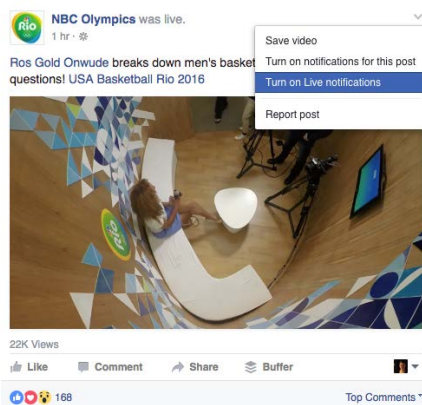 Rio
NBC Olympics was live.
1 hr ·
Ros Gold Onwude breaks down men's basket
questions! USA Basketball Rio 2016
Save video
Turn on notifications for this post
Turn on Live notifications
Report post
Rio
22K Views
Like Comment Share Buffer
168 Top Comments